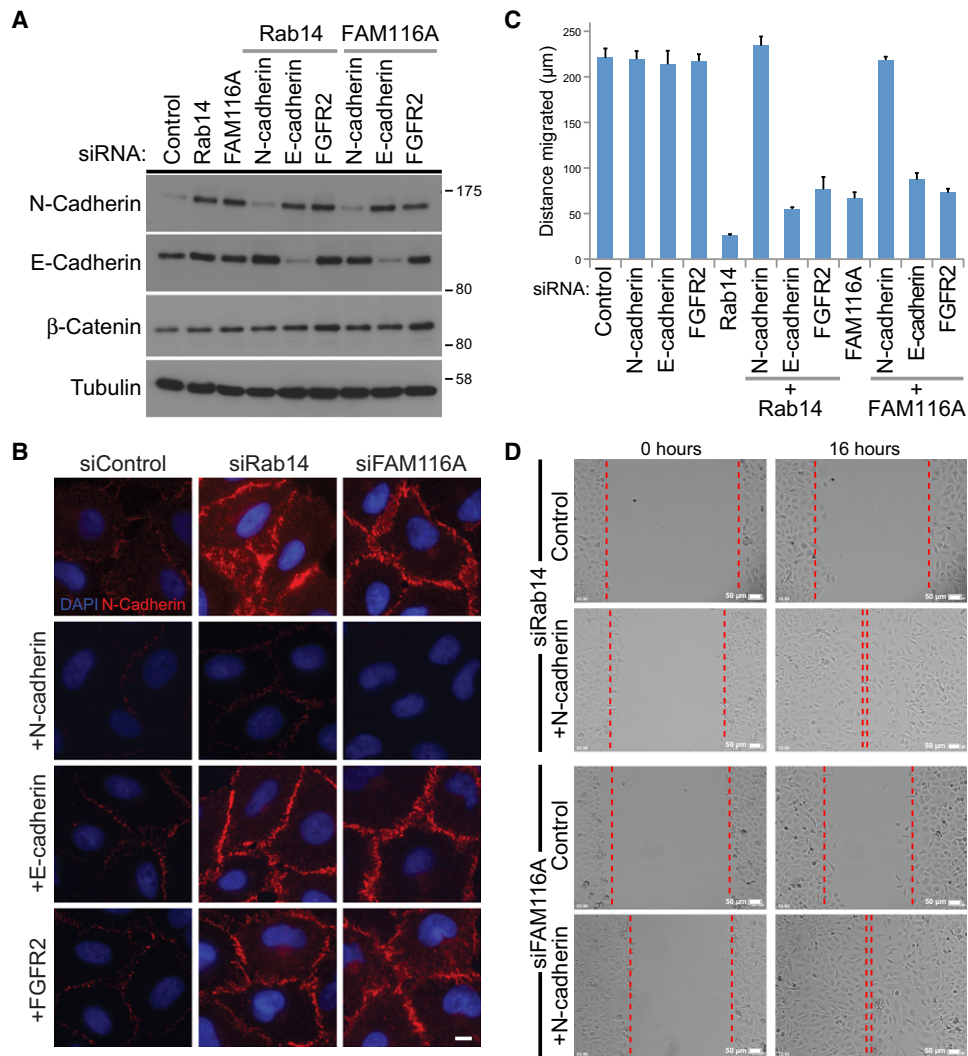 A
Rab14 FAM116A
siRNA: Control Rab14 FAM116A N-cadherin E-cadherin FGFR2 N-cadherin E-cadherin FGFR2
N-Cadherin
175
E-Cadherin
80
β-Catenin
80
Tubulin
58
B
siControl siRab14 siFAM116A
DAPI N-Cadherin
+N-cadherin
+E-cadherin
+FGFR2
C
Distance migrated (µm)
250
200
150
100
50
0
siRNA: Control N-cadherin E-cadherin FGFR2 Rab14 N-cadherin E-cadherin FGFR2 FAM116A N-cadherin E-cadherin FGFR2
+ +
Rab14 FAM116A
D
0 hours 16 hours
siRab14
Control
50 µm 50 µm
+N-cadherin
50 µm 50 µm
siFAM116A
Control
50 µm 50 µm
+N-cadherin
50 µm 50 µm